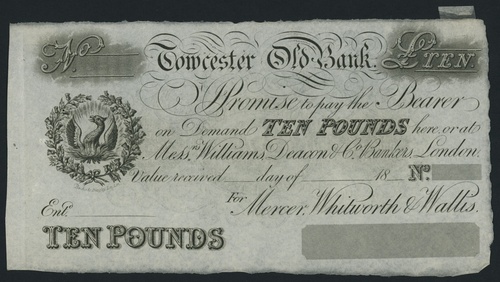 No Towcester Old Bank. £TEN.
I Promise to pay the Bearer
on Demand TEN POUNDS here, or at
Messrs Williams, Deacon & Co. Bankers, London.
Value received day of 18 No.
For Mercer, Whitworth & Wallis.
Entd.
TEN POUNDS